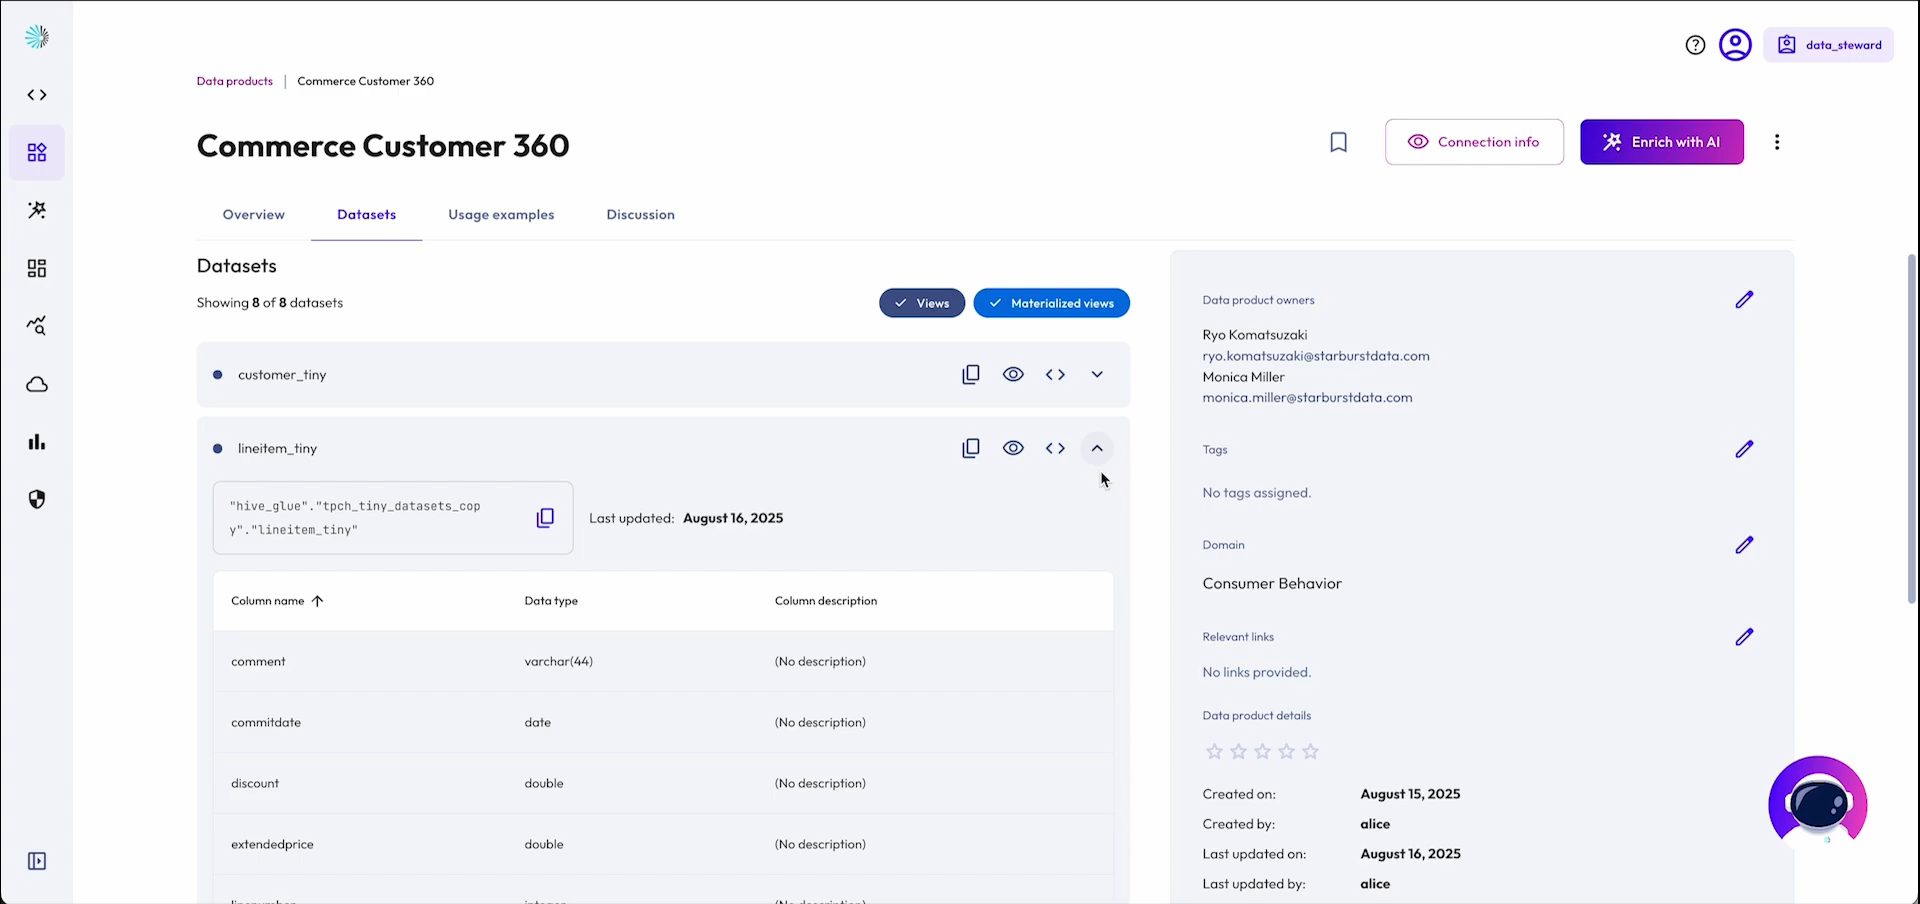 data_steward
Data products | Commerce Customer 360
Commerce Customer 360
Connection info
Enrich with AI
Overview
Datasets
Usage examples
Discussion
Datasets
Showing 8 of 8 datasets
Views
Materialized views
customer_tiny
lineitem_tiny
"hive_glue"."tpch_tiny_datasets_cop
y"."lineitem_tiny"
Last updated: August 16, 2025
Column name Data type Column description
comment varchar(44) (No description)
commitdate date (No description)
discount double (No description)
extendedprice double (No description)
Data product owners
Ryo Komatsuzaki
ryo.komatsuzaki@starburstdata.com
Monica Miller
monica.miller@starburstdata.com
Tags
No tags assigned.
Domain
Consumer Behavior
Relevant links
No links provided.
Data product details
Created on: August 15, 2025
Created by: alice
Last updated on: August 16, 2025
Last updated by: alice